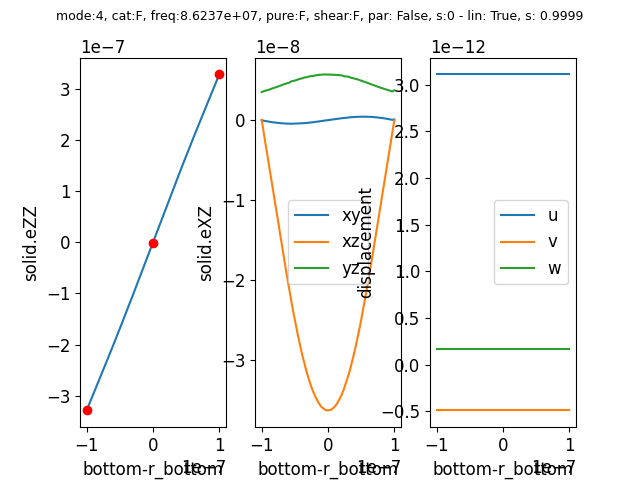 mode:4, cat:F, freq:8.6237e+07, pure:F, shear:F, par: False, s:0 - lin: True, s: 0.9999
1e−7
1e−8
1e−12
3
2
1
0
−1
−2
−3
solid.eZZ
−1
0
1
1e−7
bottom-r_bottom
0
−1
−2
−3
solid.eXZ
xy
xz
yz
−1
0
1
1e−7
bottom-r_bottom
3.0
2.5
2.0
1.5
1.0
0.5
0.0
−0.5
displacement
u
v
w
−1
0
1
1e−7
bottom-r_bottom